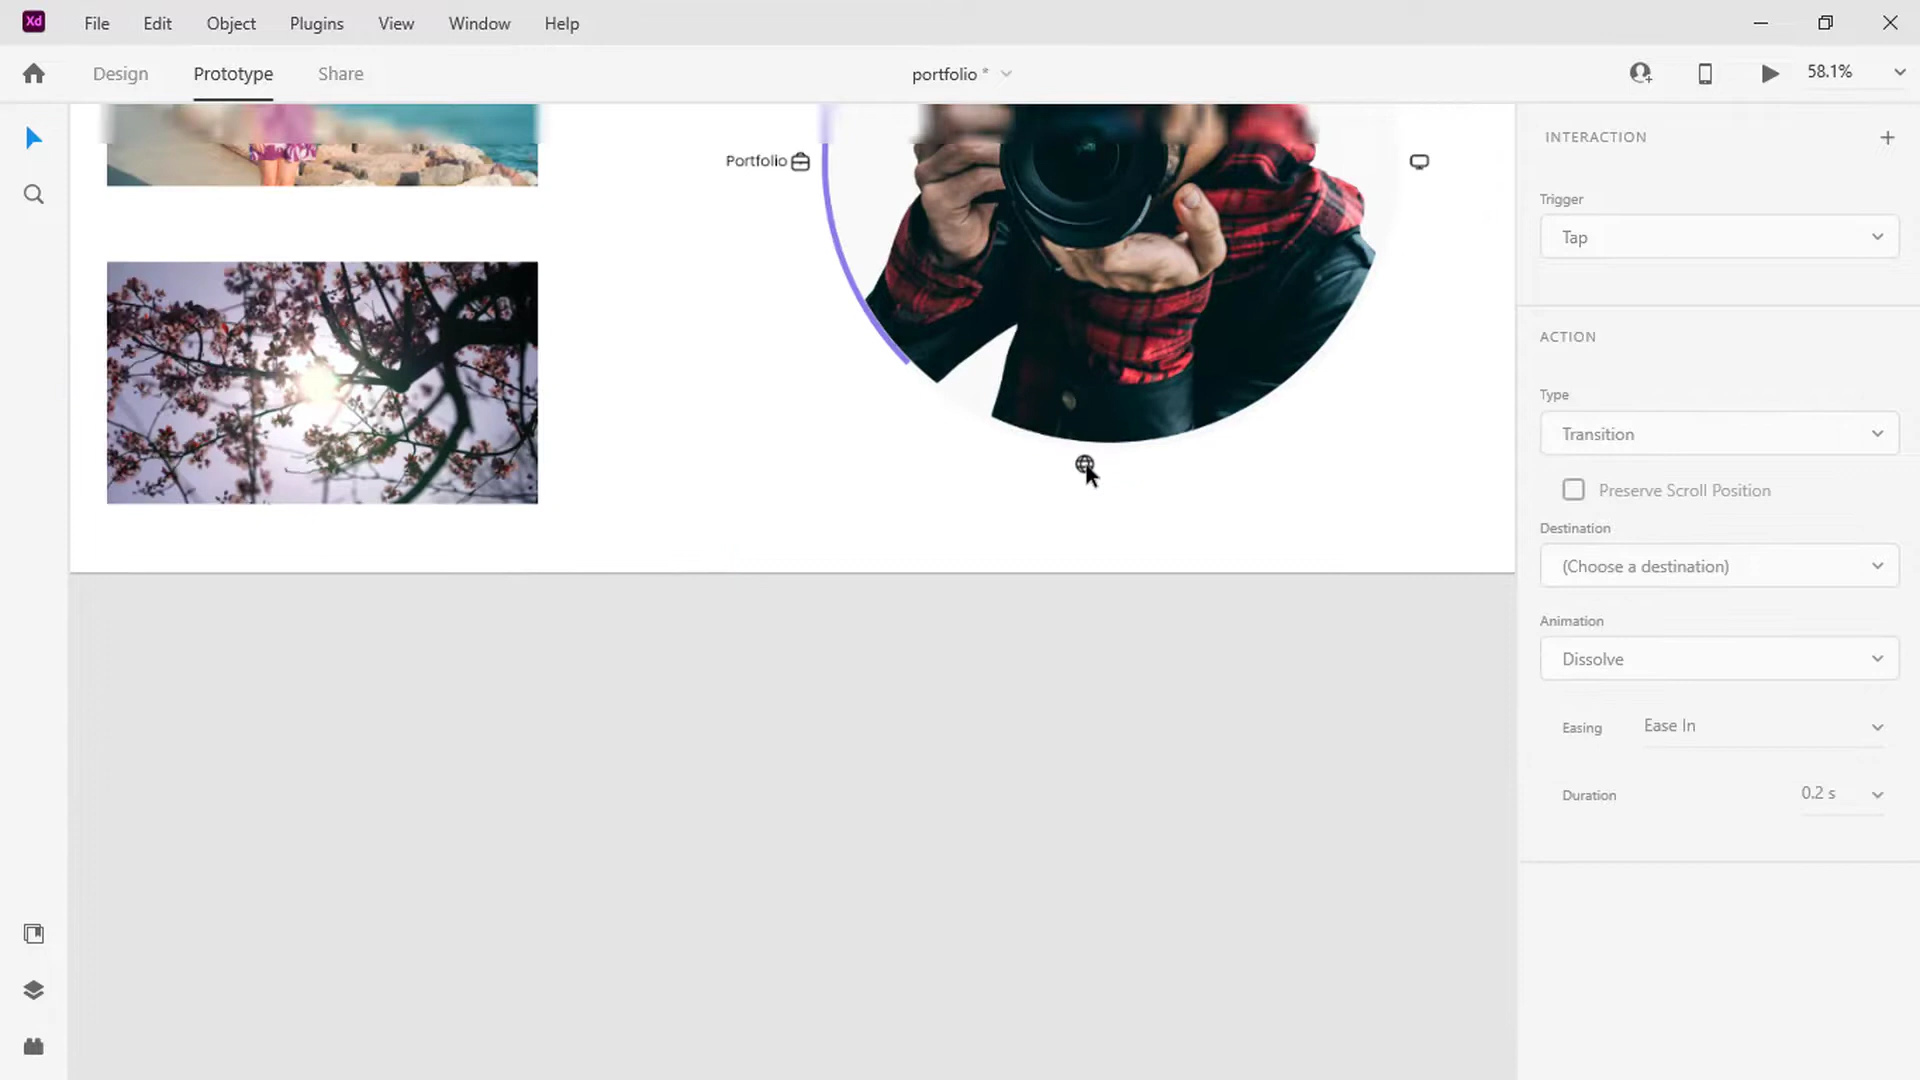 Xd File Edit Object Plugins View Window Help
Design Prototype Share portfolio * 58.1%
INTERACTION
Trigger
Tap
ACTION
Type
Transition
Preserve Scroll Position
Destination
(Choose a destination)
Animation
Dissolve
Easing Ease In
Duration 0.2 s
Portfolio